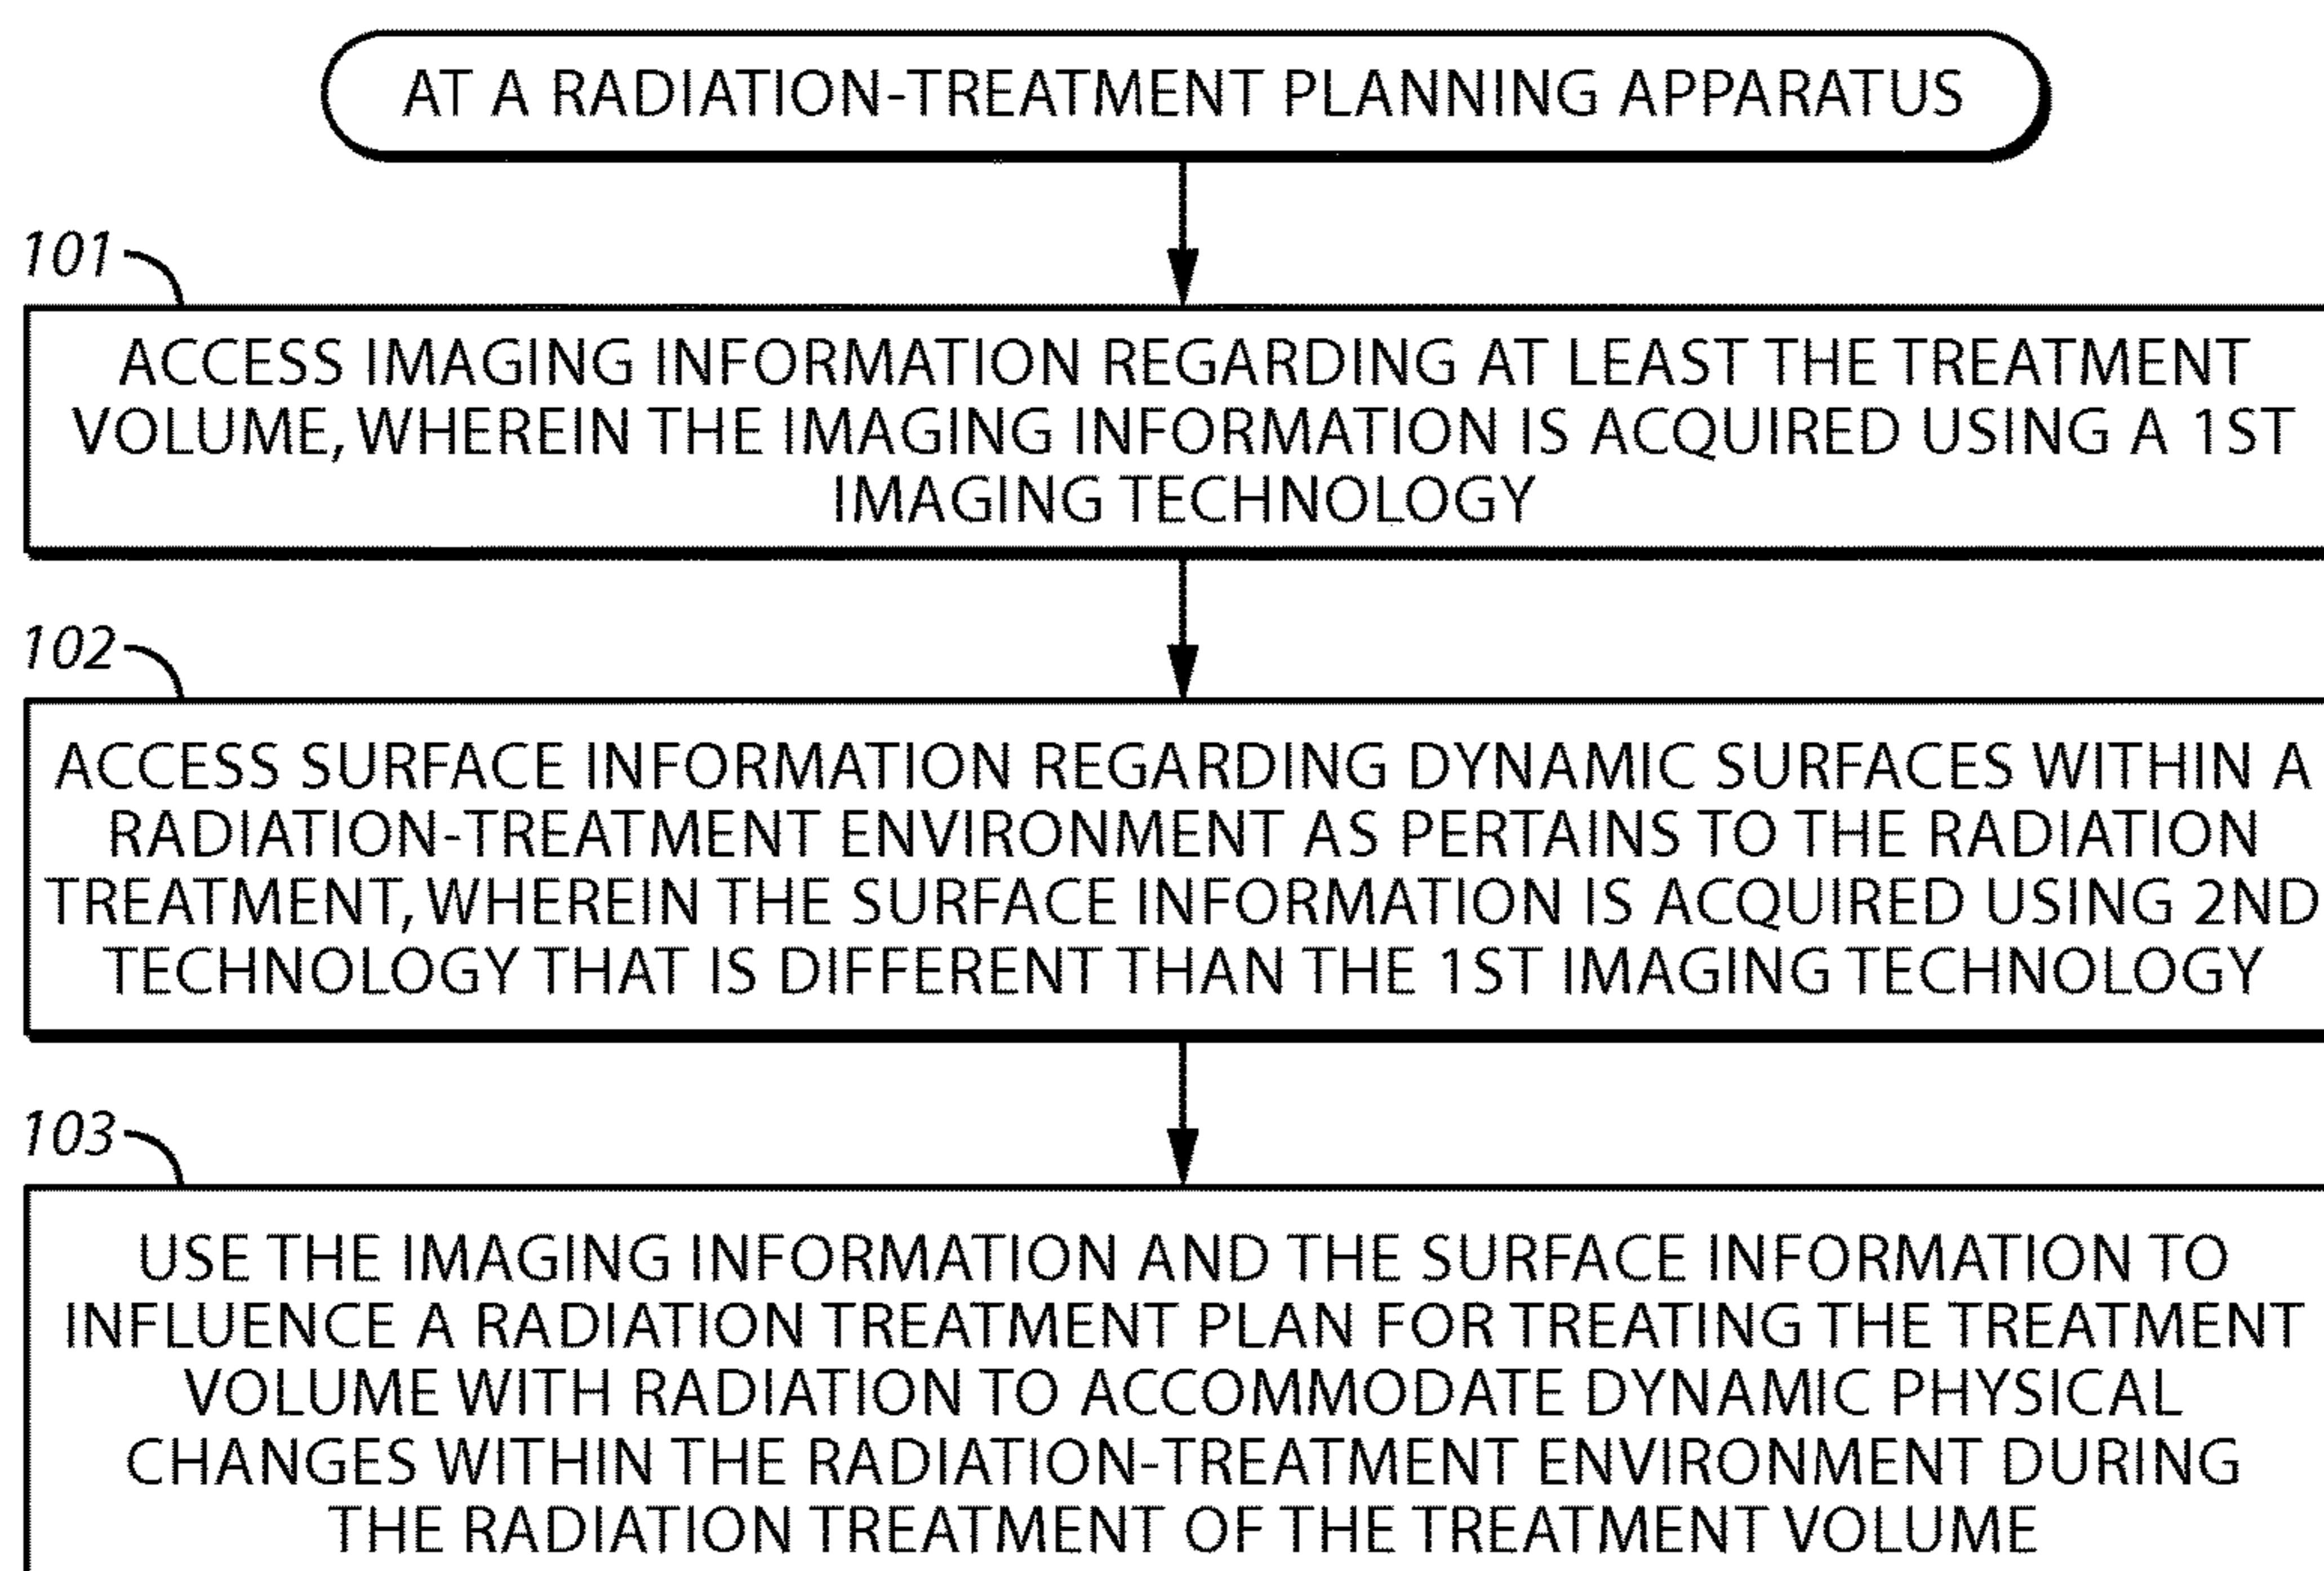 AT A RADIATION-TREATMENT PLANNING APPARATUS
101
ACCESS IMAGING INFORMATION REGARDING AT LEAST THE TREATMENT
VOLUME, WHEREIN THE IMAGING INFORMATION IS ACQUIRED USING A 1ST
IMAGING TECHNOLOGY
102
ACCESS SURFACE INFORMATION REGARDING DYNAMIC SURFACES WITHIN A
RADIATION-TREATMENT ENVIRONMENT AS PERTAINS TO THE RADIATION
TREATMENT, WHEREIN THE SURFACE INFORMATION IS ACQUIRED USING 2ND
TECHNOLOGY THAT IS DIFFERENT THAN THE 1ST IMAGING TECHNOLOGY
103
USE THE IMAGING INFORMATION AND THE SURFACE INFORMATION TO
INFLUENCE A RADIATION TREATMENT PLAN FOR TREATING THE TREATMENT
VOLUME WITH RADIATION TO ACCOMMODATE DYNAMIC PHYSICAL
CHANGES WITHIN THE RADIATION-TREATMENT ENVIRONMENT DURING
THE RADIATION TREATMENT OF THE TREATMENT VOLUME